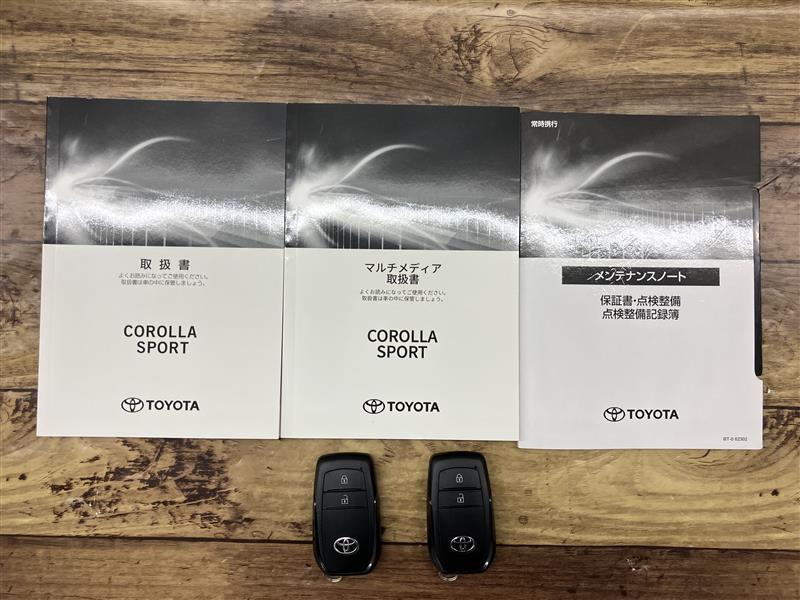 取扱書
よくお読みになってご使用ください。
取扱書は車の中に保管しましょう。
COROLLA
SPORT
TOYOTA
マルチメディア
取扱書
よくお読みになってご使用ください。
取扱書は車の中に保管しましょう。
COROLLA
SPORT
TOYOTA
常時携行
メンテナンスノート
保証書・点検整備
点検整備記録簿
TOYOTA
BT-0 62302